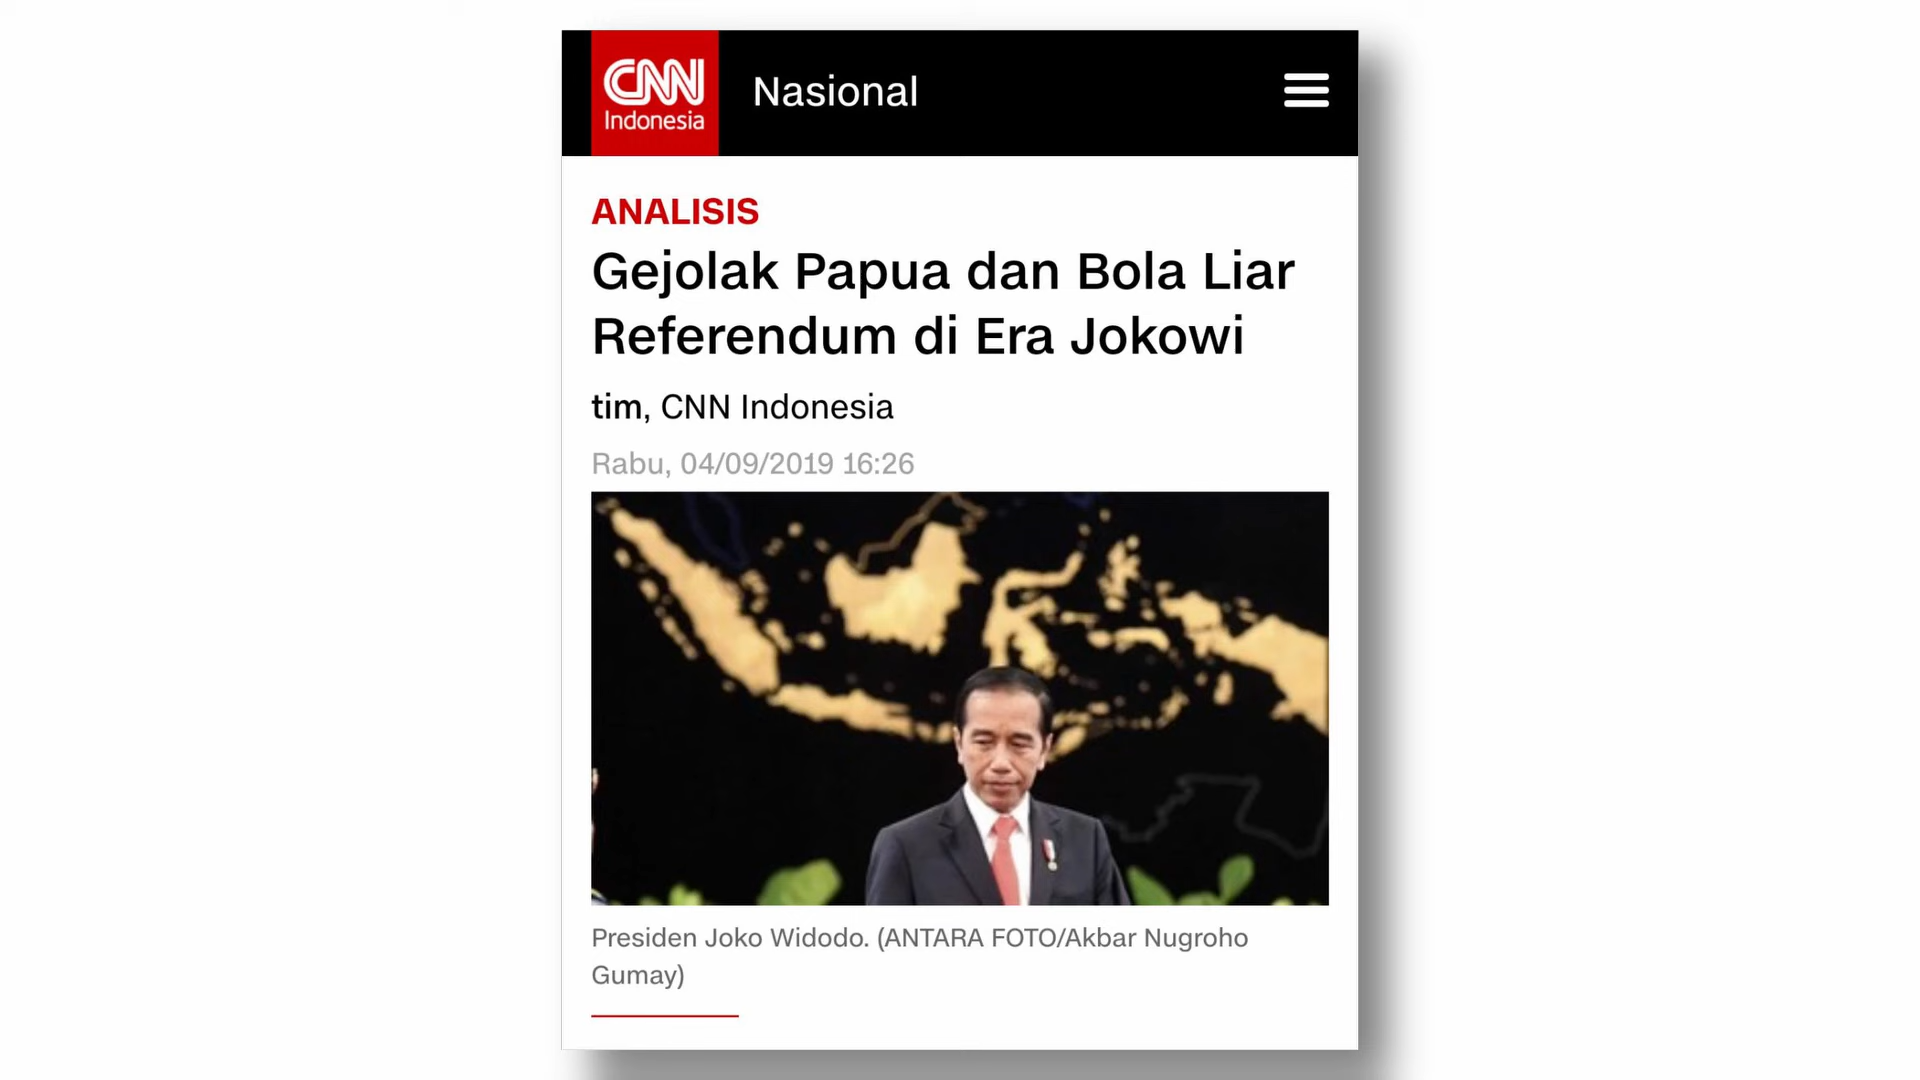 CNN
Indonesia
Nasional
ANALISIS
Gejolak Papua dan Bola Liar
Referendum di Era Jokowi
tim, CNN Indonesia
Rabu, 04/09/2019 16:26
Presiden Joko Widodo. (ANTARA FOTO/Akbar Nugroho
Gumay)